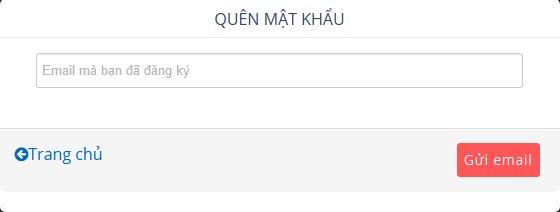 QUÊN MẬT KHẨU
Email mà bạn đã đăng ký
Trang chủ
Gửi email